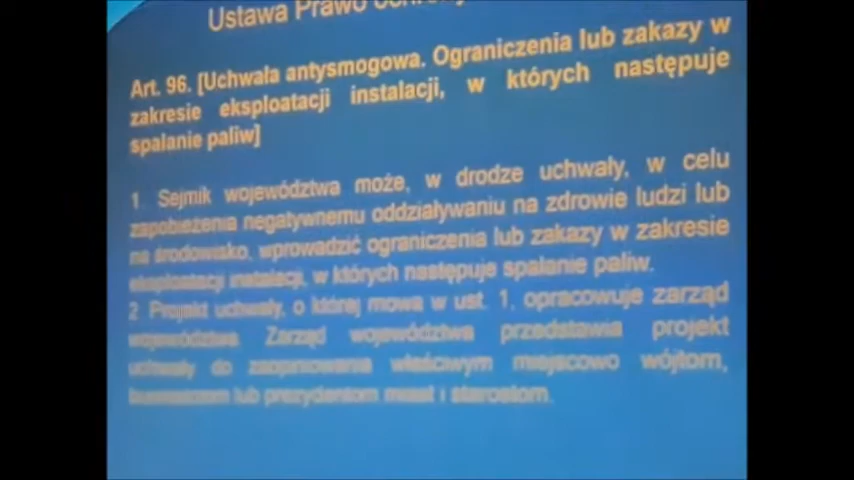 Ustawa Prawo ochrony
Art. 96. [Uchwała antysmogowa. Ograniczenia lub zakazy w
zakresie eksploatacji instalacji, w których następuje
spalanie paliw]
1 Sejmik województwa może, w drodze uchwały, w celu
zapobieżenia negatywnemu oddziaływaniu na zdrowie ludzi lub
na środowisko, wprowadzić ograniczenia lub zakazy w zakresie
eksploatacji instalacji, w których następuje spalanie paliw.
2 Projekt uchwały, o której mowa w ust. 1, opracowuje zarząd
województwa Zarząd województwa przedstawia projekt
uchwały do zaopiniowania właściwym miejscowo wójtom,
burmistrzom lub prezydentom miast i starostom.